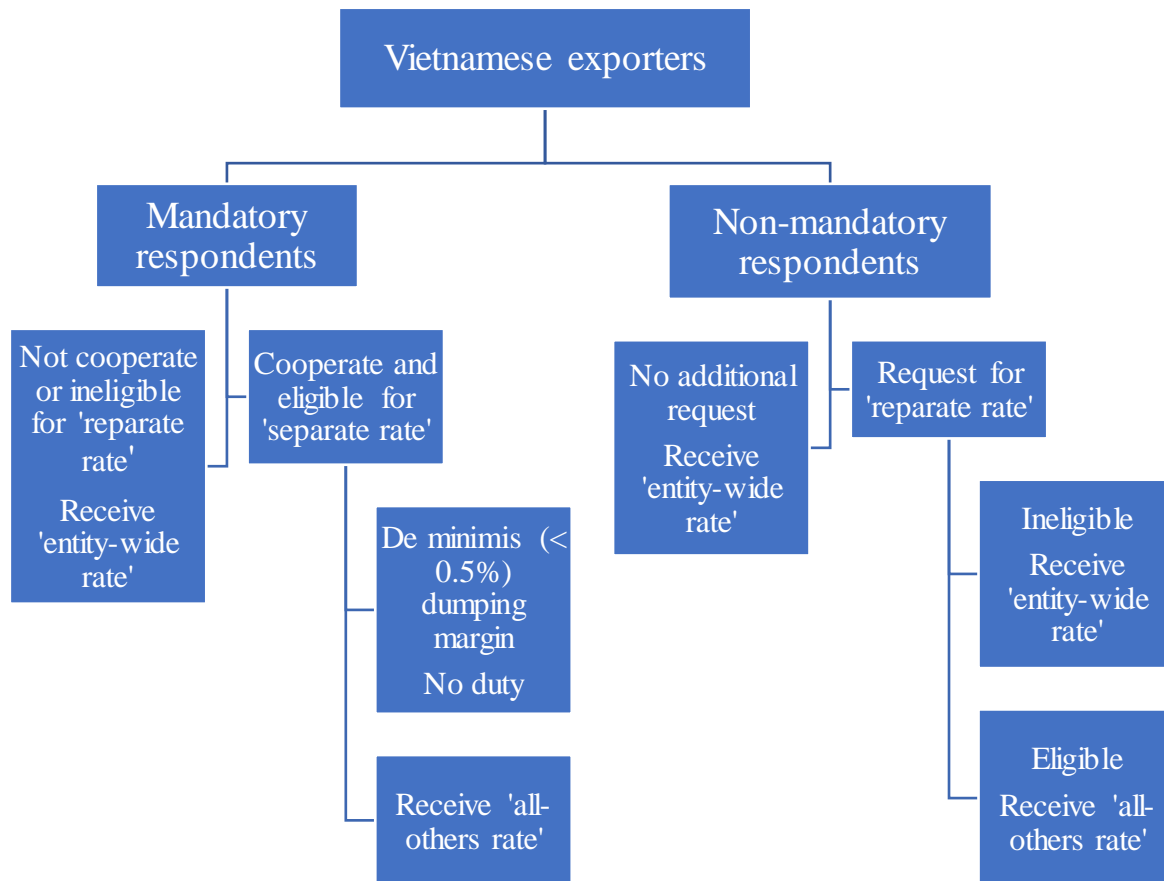 Vietnamese exporters
Mandatory
respondents
Not cooperate
or ineligible
for 'reparate
rate'
Receive
'entity-wide
rate'
Cooperate and
eligible for
'separate rate'
De minimis (<
0.5%)
dumping
margin
No duty
Receive 'all-
others rate'
Non-mandatory
respondents
No additional
request
Receive
'entity-wide
rate'
Request for
'reparate rate'
Ineligible
Receive
'entity-wide
rate'
Eligible
Receive 'all-
others rate'